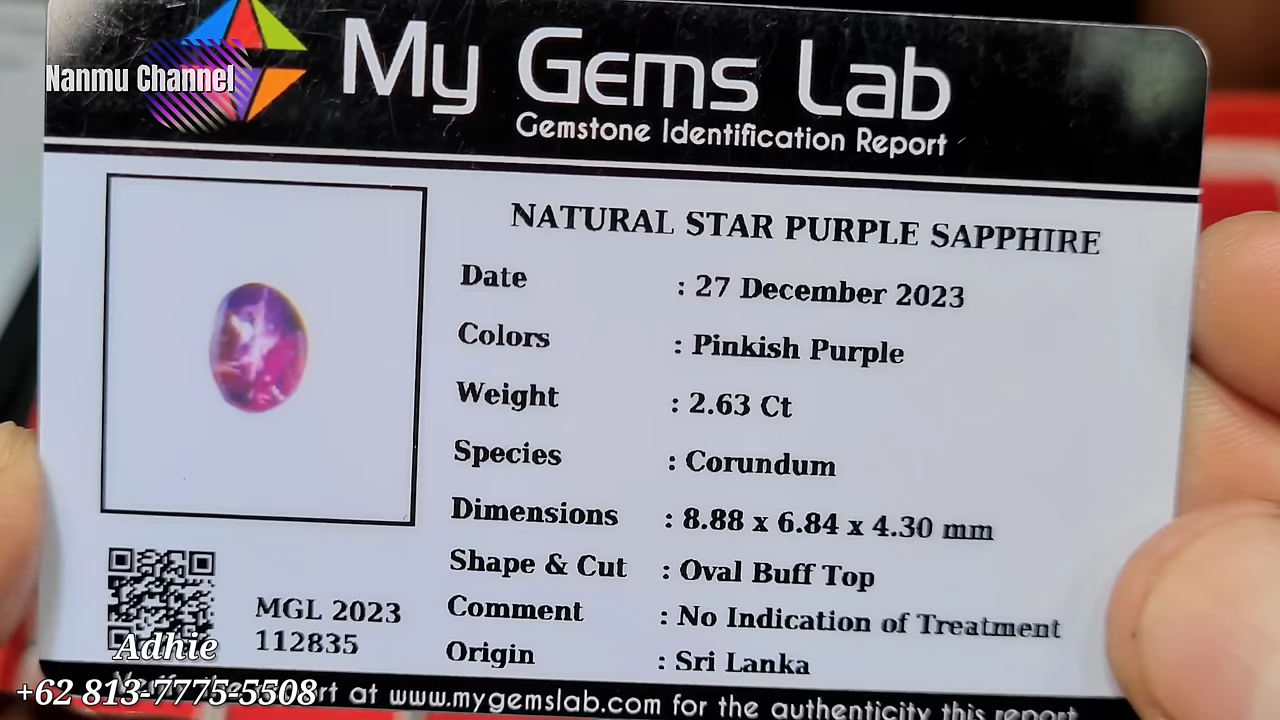 Nanmu Channel
My Gems Lab
Gemstone Identification Report
NATURAL STAR PURPLE SAPPHIRE
Date : 27 December 2023
Colors : Pinkish Purple
Weight : 2.63 Ct
Species : Corundum
Dimensions : 8.88 x 6.84 x 4.30 mm
Shape & Cut : Oval Buff Top
Comment : No Indication of Treatment
Origin : Sri Lanka
MGL 2023
112835
Adhie
+62 813-7775-5508
at www.mygemslab.com for the authenticity this report